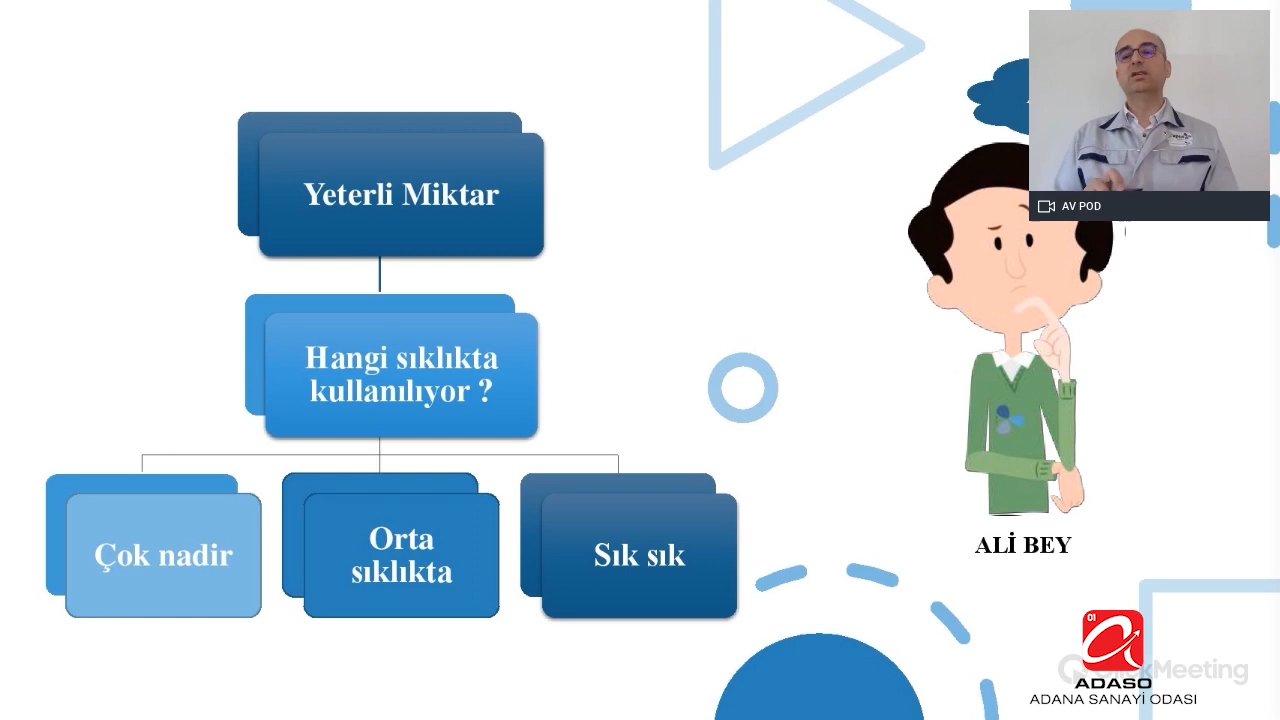 Yeterli Miktar
Hangi sıklıkta
kullanılıyor ?
Çok nadir
Orta
sıklıkta
Sık sık
AV POD
ALİ BEY
01
ClickMeeting
ADASO
ADANA SANAYİ ODASI